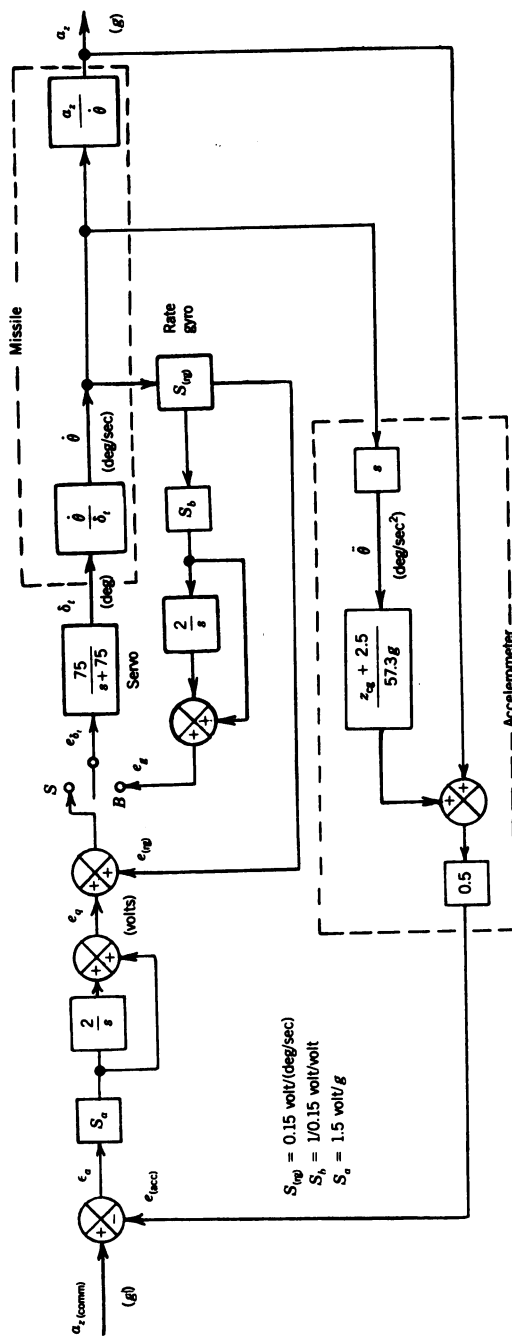 Missile
a_z
(g)
a_z
θ̇
θ̇
(deg/sec)
θ̇
δ_t
δ_t
(deg)
75
s + 75
Servo
e_δt
S
B
e_g
Rate
gyro
S_(rg)
S_b
2
s
+
+
e_(rg)
+
+
e_q
(volts)
+
+
2
s
S_a
ϵ_a
+
−
a_z (comm)
(gl)
e_(acc)
S_(rg) = 0.15 volt/(deg/sec)
S_b = 1/0.15 volt/volt
S_a = 1.5 volt/g
s
θ̈
(deg/sec²)
z_cg + 2.5
57.3g
+
+
0.5
Accelerommeter